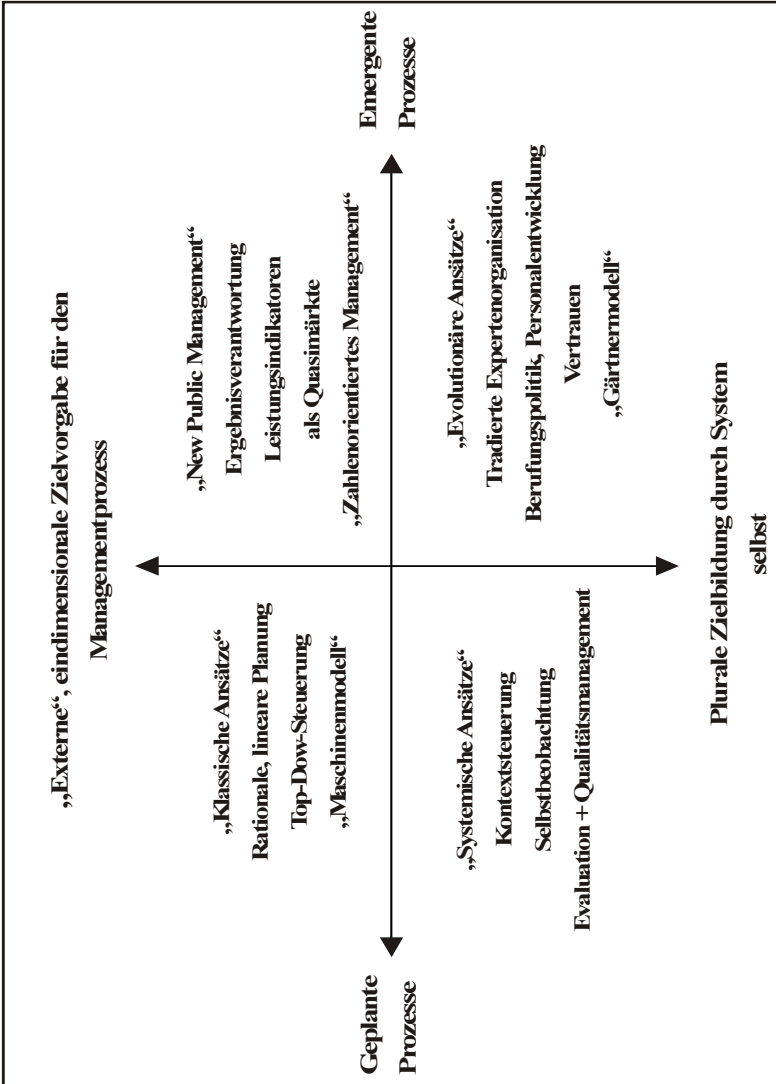 „Externe“, eindimensionale Zielvorgabe für den
Managementprozess
„Klassische Ansätze“
Rationale, lineare Planung
Top-Dow-Steuerung
„Maschinenmodell“
„New Public Management“
Ergebnisverantwortung
Leistungsindikatoren
als Quasimärkte
„Zahlenorientiertes Management“
Geplante
Prozesse
Emergente
Prozesse
„Systemische Ansätze“
Kontextsteuerung
Selbstbeobachtung
Evaluation + Qualitätsmanagement
„Evolutionäre Ansätze“
Tradierte Expertenorganisation
Berufungspolitik, Personalentwicklung
Vertrauen
„Gärtnermodell“
Plurale Zielbildung durch System
selbst